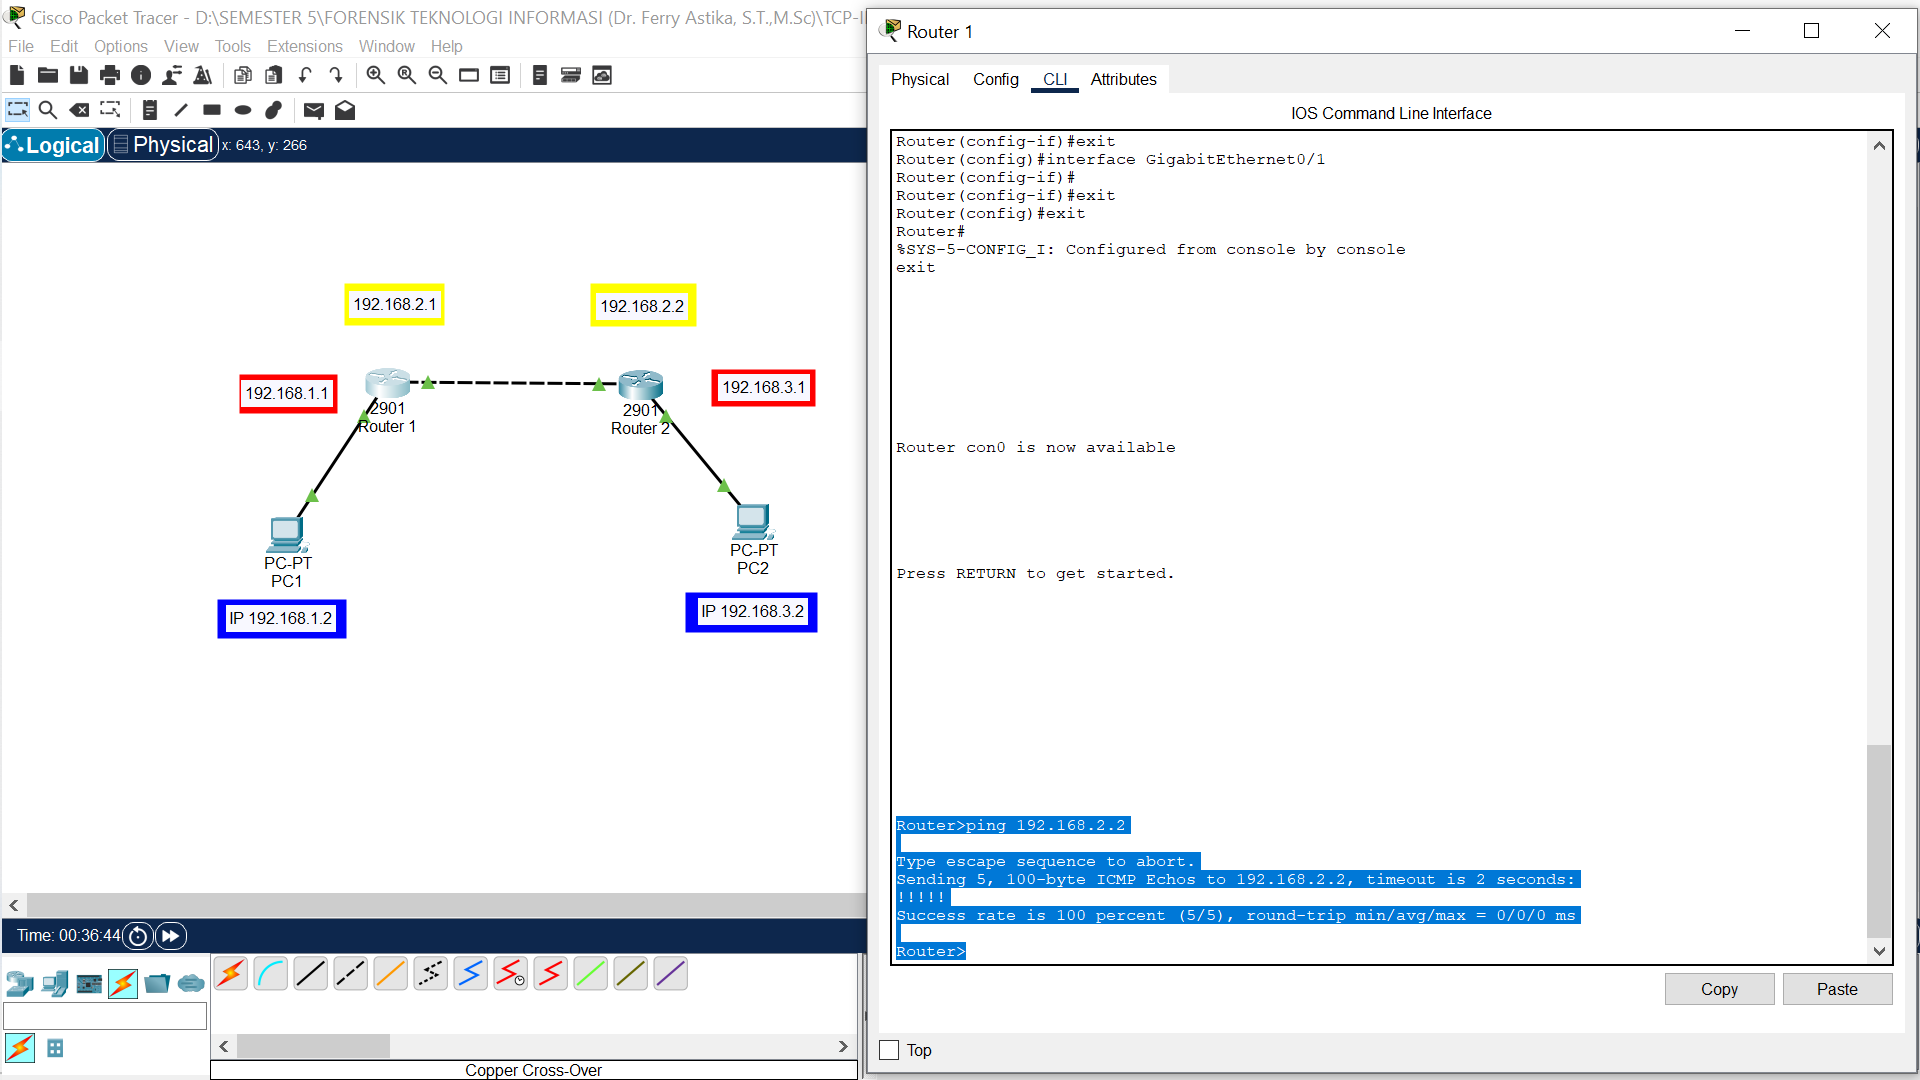 Cisco Packet Tracer - D:\SEMESTER 5\FORENSIK TEKNOLOGI INFORMASI (Dr. Ferry Astika, S.T.,M.Sc)\TCP-I
File Edit Options View Tools Extensions Window Help
Logical Physical x: 643, y: 266
192.168.2.1
192.168.2.2
192.168.1.1
192.168.3.1
2901
Router 1
2901
Router 2
PC-PT
PC1
PC-PT
PC2
IP 192.168.1.2
IP 192.168.3.2
Time: 00:36:44
Copper Cross-Over
Router 1
Physical Config CLI Attributes
IOS Command Line Interface
Router(config-if)#exit
Router(config)#interface GigabitEthernet0/1
Router(config-if)#
Router(config-if)#exit
Router(config)#exit
Router#
%SYS-5-CONFIG_I: Configured from console by console
exit
Router con0 is now available
Press RETURN to get started.
Router>ping 192.168.2.2
Type escape sequence to abort.
Sending 5, 100-byte ICMP Echos to 192.168.2.2, timeout is 2 seconds:
!!!!!
Success rate is 100 percent (5/5), round-trip min/avg/max = 0/0/0 ms
Router>
Copy Paste
Top